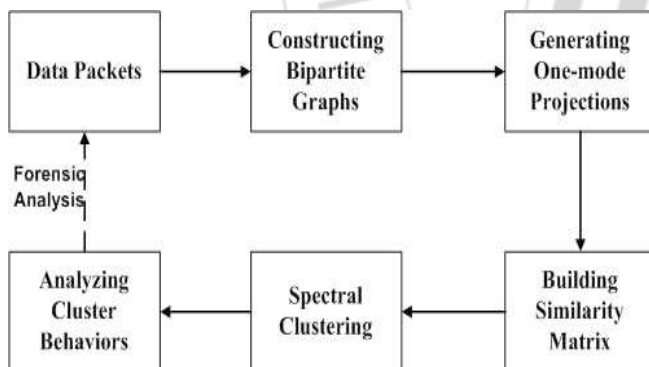 Data Packets
Constructing
Bipartite
Graphs
Generating
One-mode
Projections
Forensic
Analysis
Analyzing
Cluster
Behaviors
Spectral
Clustering
Building
Similarity
Matrix